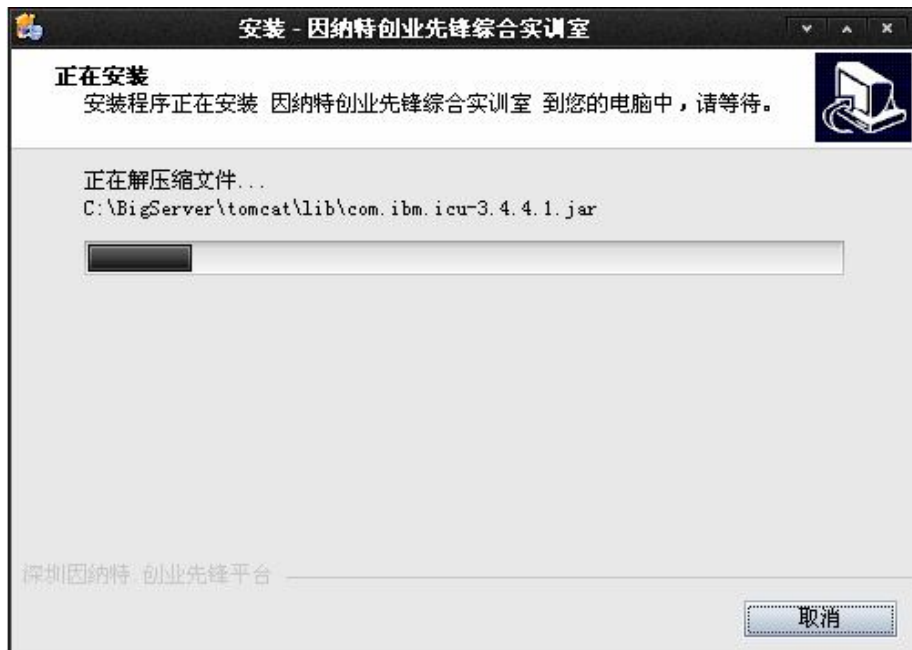 安装 - 因纳特创业先锋综合实训室
正在安装
安装程序正在安装 因纳特创业先锋综合实训室 到您的电脑中，请等待。
正在解压缩文件...
C:\BigServer\tomcat\lib\com.ibm.icu-3.4.4.1.jar
深圳因纳特 创业先锋平台
取消